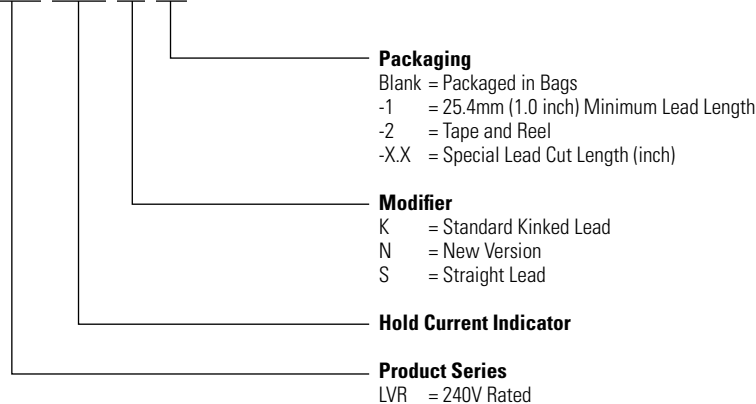 Packaging
Blank = Packaged in Bags
-1 = 25.4mm (1.0 inch) Minimum Lead Length
-2 = Tape and Reel
-X.X = Special Lead Cut Length (inch)
Modifier
K = Standard Kinked Lead
N = New Version
S = Straight Lead
Hold Current Indicator
Product Series
LVR = 240V Rated